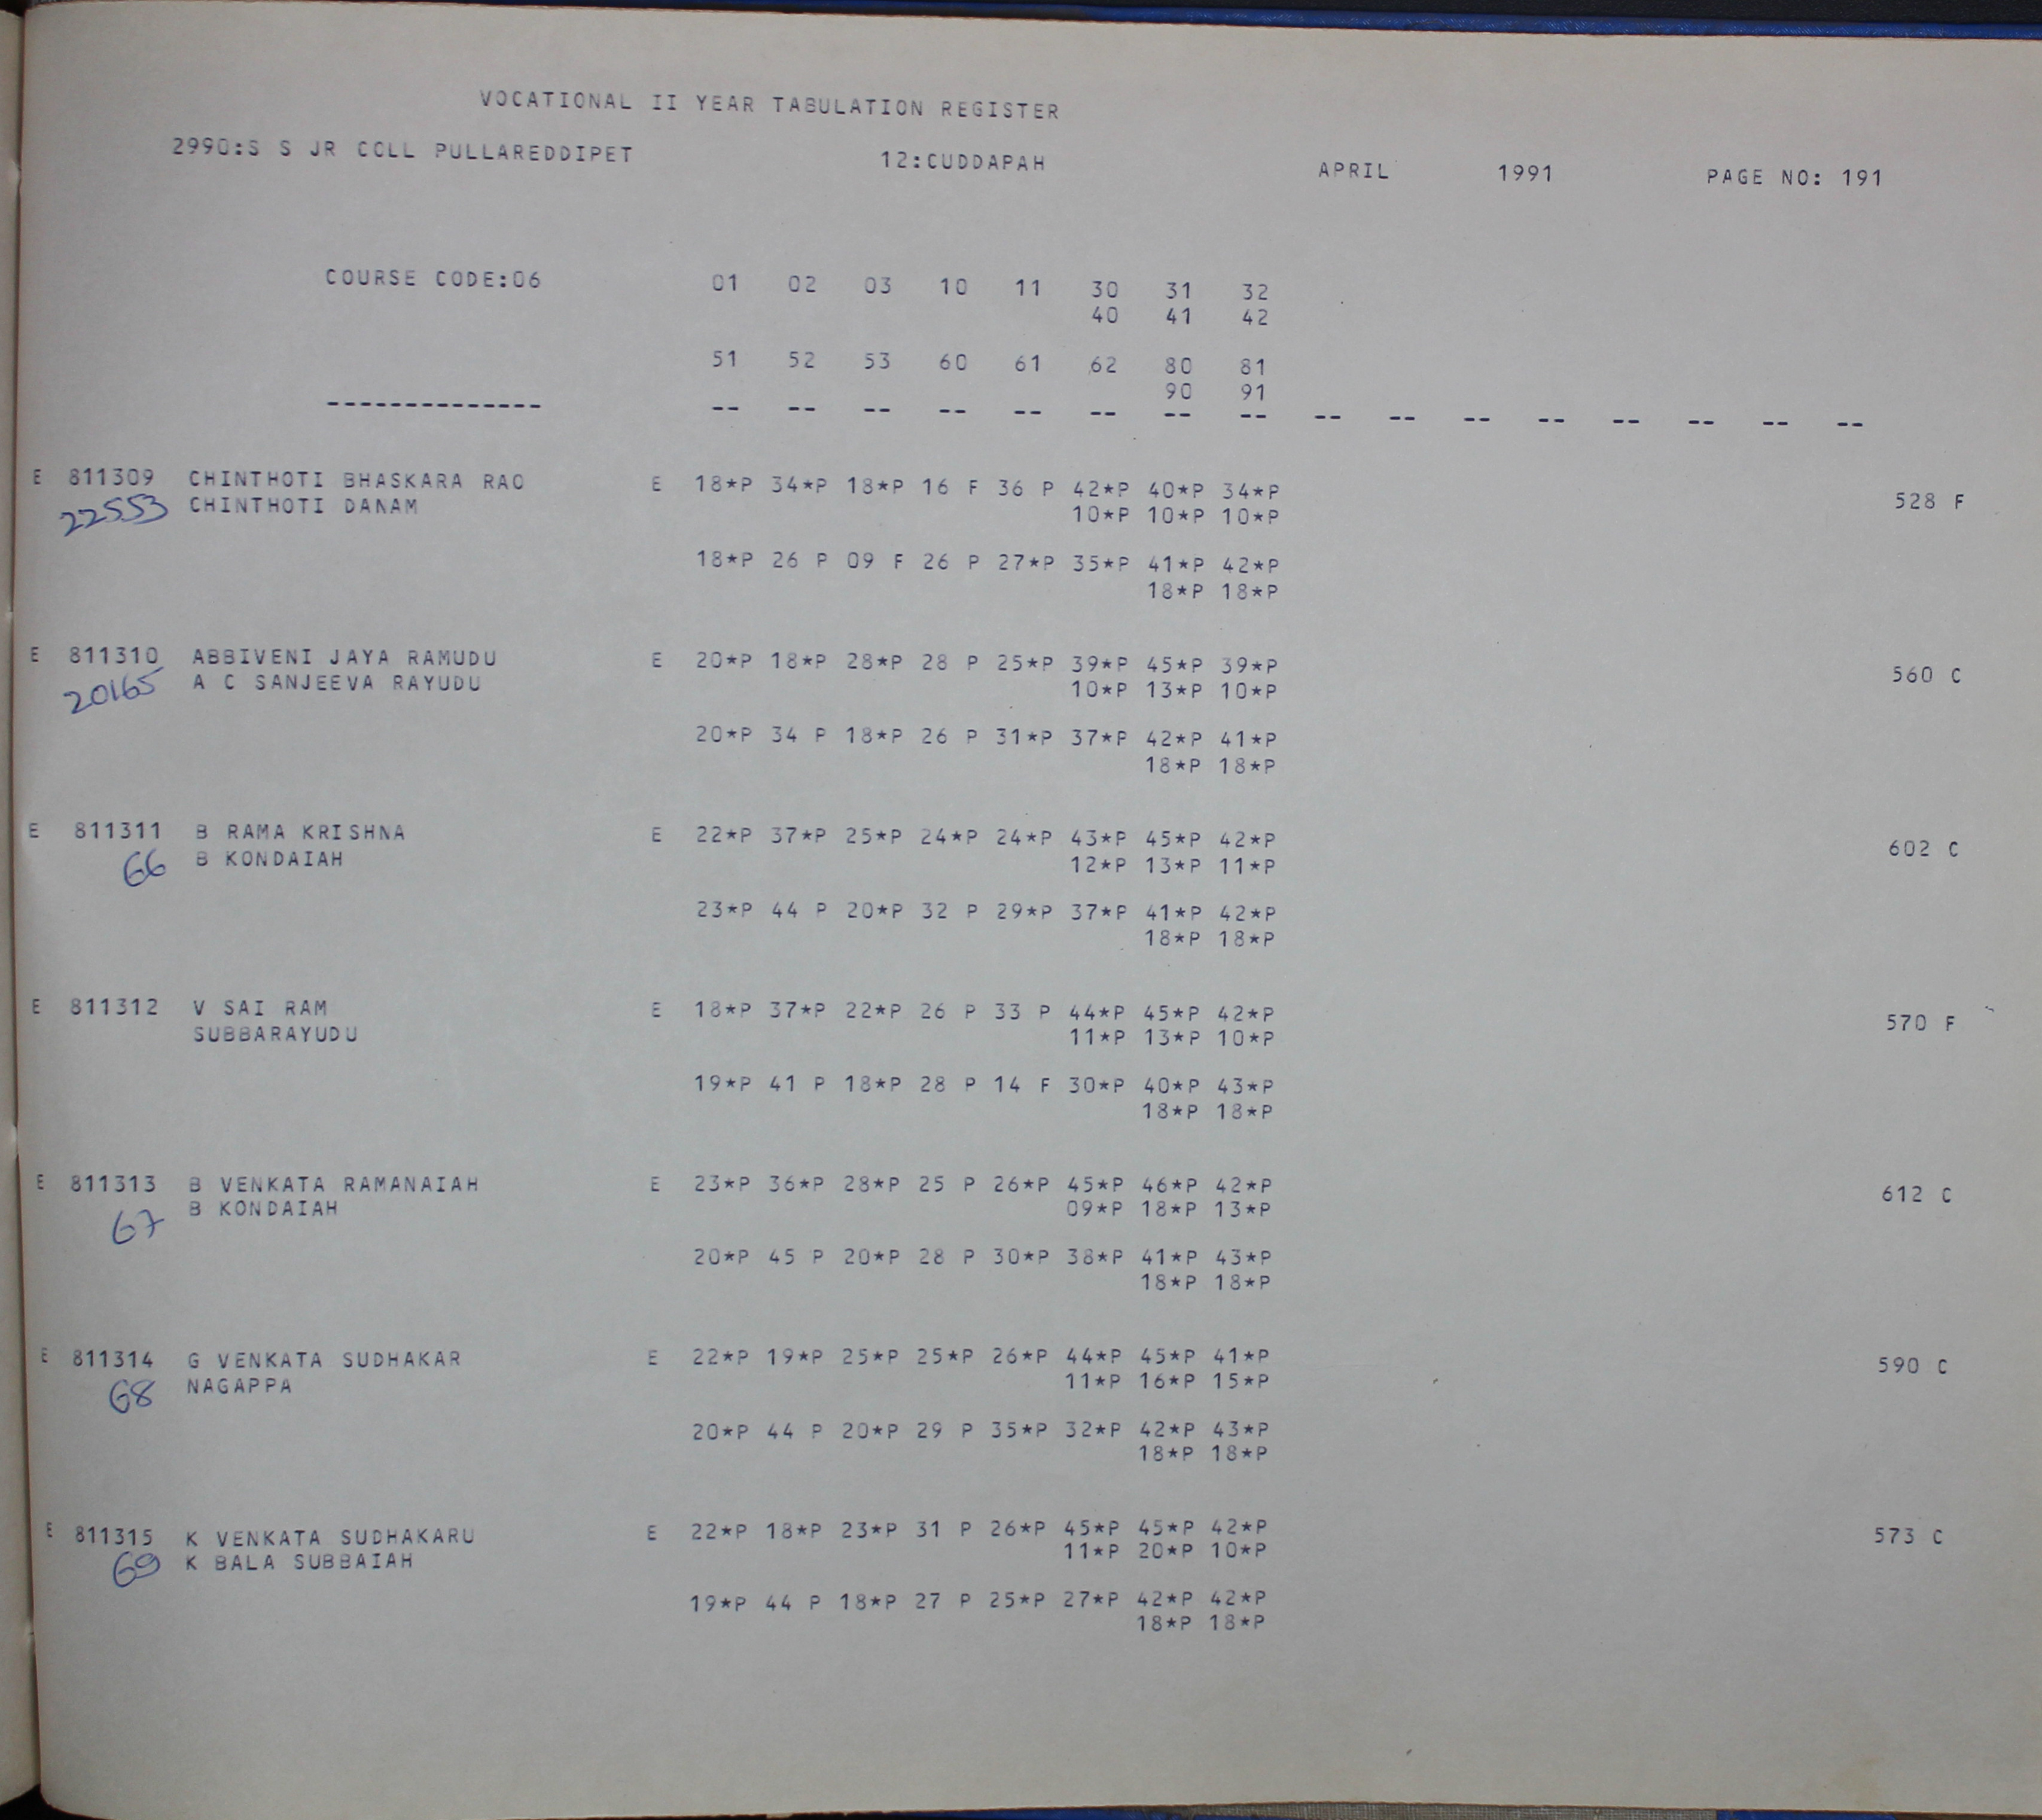 VOCATIONAL II YEAR TABULATION REGISTER
2990:S S JR COLL PULLAREDDIPET 12:CUDDAPAH APRIL 1991 PAGE NO: 191
COURSE CODE:06 01 02 03 10 11 30 31 32
40 41 42
51 52 53 60 61 62 80 81
90 91
-------------- -- -- -- -- -- -- -- -- -- -- -- -- -- -- -- --
E 811309 CHINTHOTI BHASKARA RAO E 18*P 34*P 18*P 16 F 36 P 42*P 40*P 34*P 528 F
22553 CHINTHOTI DANAM 10*P 10*P 10*P
18*P 26 P 09 F 26 P 27*P 35*P 41*P 42*P
18*P 18*P
E 811310 ABBIVENI JAYA RAMUDU E 20*P 18*P 28*P 28 P 25*P 39*P 45*P 39*P 560 C
20165 A C SANJEEVA RAYUDU 10*P 13*P 10*P
20*P 34 P 18*P 26 P 31*P 37*P 42*P 41*P
18*P 18*P
E 811311 B RAMA KRISHNA E 22*P 37*P 25*P 24*P 24*P 43*P 45*P 42*P 602 C
66 B KONDAIAH 12*P 13*P 11*P
23*P 44 P 20*P 32 P 29*P 37*P 41*P 42*P
18*P 18*P
E 811312 V SAI RAM E 18*P 37*P 22*P 26 P 33 P 44*P 45*P 42*P 570 F
SUBBARAYUDU 11*P 13*P 10*P
19*P 41 P 18*P 28 P 14 F 30*P 40*P 43*P
18*P 18*P
E 811313 B VENKATA RAMANAIAH E 23*P 36*P 28*P 25 P 26*P 45*P 46*P 42*P 612 C
67 B KONDAIAH 09*P 18*P 13*P
20*P 45 P 20*P 28 P 30*P 38*P 41*P 43*P
18*P 18*P
E 811314 G VENKATA SUDHAKAR E 22*P 19*P 25*P 25*P 26*P 44*P 45*P 41*P 590 C
68 NAGAPPA 11*P 16*P 15*P
20*P 44 P 20*P 29 P 35*P 32*P 42*P 43*P
18*P 18*P
E 811315 K VENKATA SUDHAKARU E 22*P 18*P 23*P 31 P 26*P 45*P 45*P 42*P 573 C
69 K BALA SUBBAIAH 11*P 20*P 10*P
19*P 44 P 18*P 27 P 25*P 27*P 42*P 42*P
18*P 18*P